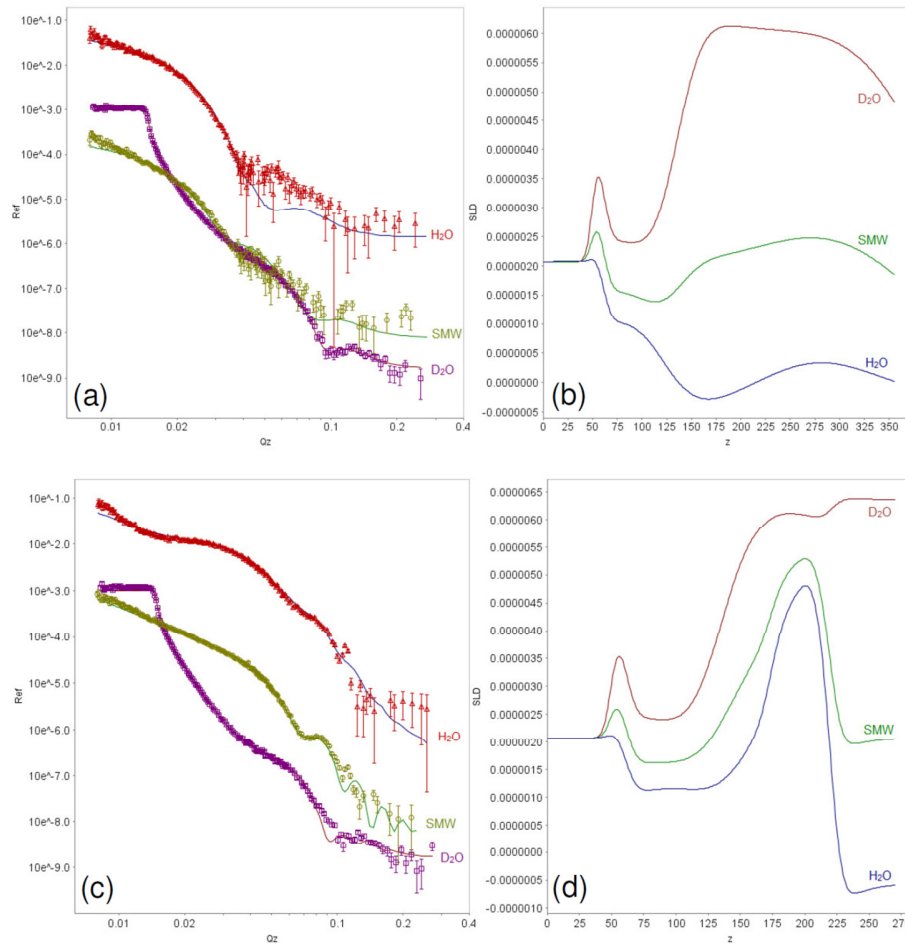 10e^-1.0
10e^-2.0
10e^-3.0
10e^-4.0
10e^-5.0
10e^-6.0
10e^-7.0
10e^-8.0
10e^-9.0
Ref
H₂O
SMW
D₂O
(a)
0.01 0.02 0.1 0.2 0.4
Qz
0.0000060
0.0000055
0.0000050
0.0000045
0.0000040
0.0000035
0.0000030
0.0000025
0.0000020
0.0000015
0.0000010
0.0000005
0.0000000
-0.0000005
SLD
D₂O
SMW
H₂O
(b)
0 25 50 75 100 125 150 175 200 225 250 275 300 325 350
z
10e^-1.0
10e^-2.0
10e^-3.0
10e^-4.0
10e^-5.0
10e^-6.0
10e^-7.0
10e^-8.0
10e^-9.0
Ref
H₂O
SMW
D₂O
(c)
0.01 0.02 0.1 0.2 0.4
Qz
0.0000065
0.0000060
0.0000055
0.0000050
0.0000045
0.0000040
0.0000035
0.0000030
0.0000025
0.0000020
0.0000015
0.0000010
0.0000005
0.0000000
-0.0000005
-0.0000010
SLD
D₂O
SMW
H₂O
(d)
0 25 50 75 100 125 150 175 200 225 250
z